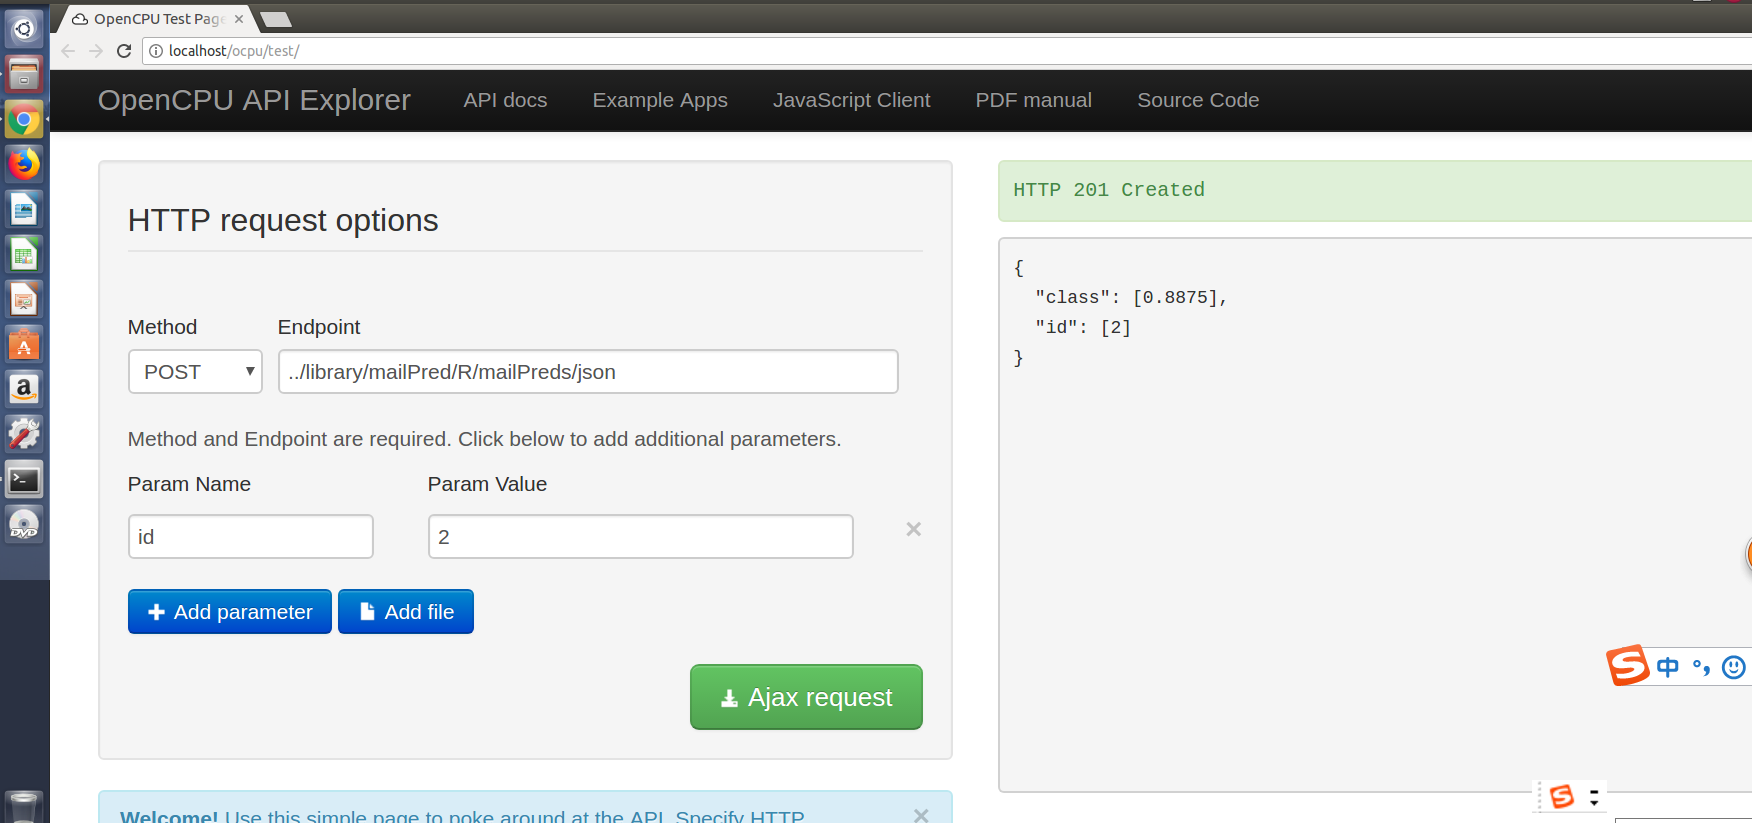 OpenCPU Test Page
localhost/ocpu/test/
OpenCPU API Explorer API docs Example Apps JavaScript Client PDF manual Source Code
HTTP request options
Method Endpoint
POST ../library/mailPred/R/mailPreds/json
Method and Endpoint are required. Click below to add additional parameters.
Param Name Param Value
id 2
Add parameter Add file
Ajax request
Welcome! Use this simple page to poke around at the API. Specify HTTP
HTTP 201 Created
{
"class": [0.8875],
"id": [2]
}
中